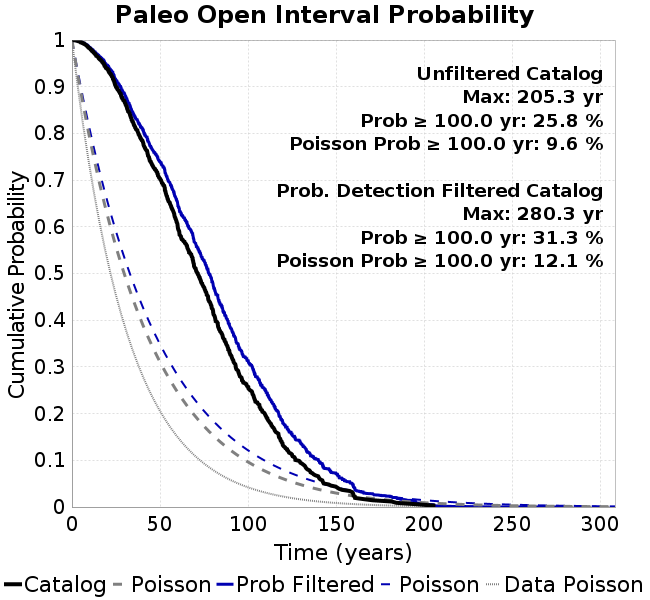 Paleo Open Interval Probability
Unfiltered Catalog
Max: 205.3 yr
Prob ≥ 100.0 yr: 25.8 %
Poisson Prob ≥ 100.0 yr: 9.6 %
Prob. Detection Filtered Catalog
Max: 280.3 yr
Prob ≥ 100.0 yr: 31.3 %
Poisson Prob ≥ 100.0 yr: 12.1 %
Cumulative Probability
1
0.9
0.8
0.7
0.6
0.5
0.4
0.3
0.2
0.1
0
0 50 100 150 200 250 300
Time (years)
Catalog Poisson Prob Filtered Poisson Data Poisson